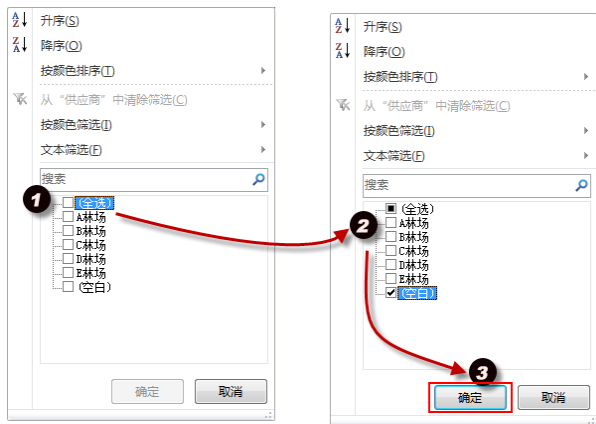 升序(S)
降序(O)
按颜色排序(T)
从“供应商”中清除筛选(C)
按颜色筛选(I)
文本筛选(F)
搜索
1
(全选)
A林场
B林场
C林场
D林场
E林场
(空白)
确定
取消
升序(S)
降序(O)
按颜色排序(T)
从“供应商”中清除筛选(C)
按颜色筛选(I)
文本筛选(F)
搜索
(全选)
2
A林场
B林场
C林场
D林场
E林场
(空白)
3
确定
取消